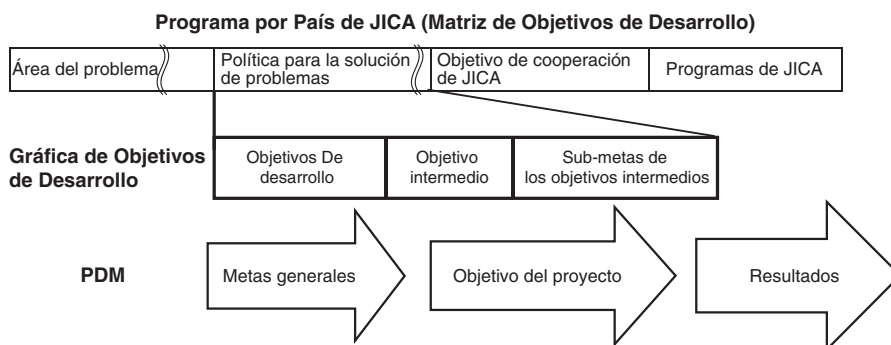 Programa por País de JICA (Matriz de Objetivos de Desarrollo)
Área del problema
Política para la solución
de problemas
Objetivo de cooperación
de JICA
Programas de JICA
Gráfica de Objetivos
de Desarrollo
Objetivos De
desarrollo
Objetivo
intermedio
Sub-metas de
los objetivos intermedios
PDM
Metas generales
Objetivo del proyecto
Resultados